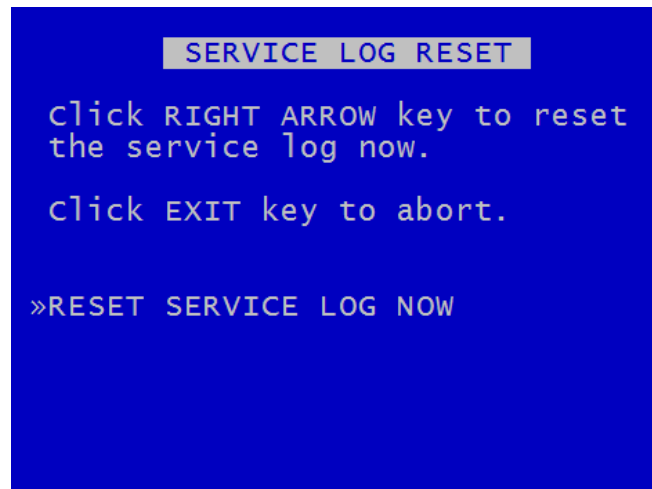 SERVICE LOG RESET
Click RIGHT ARROW key to reset
the service log now.
Click EXIT key to abort.
»RESET SERVICE LOG NOW